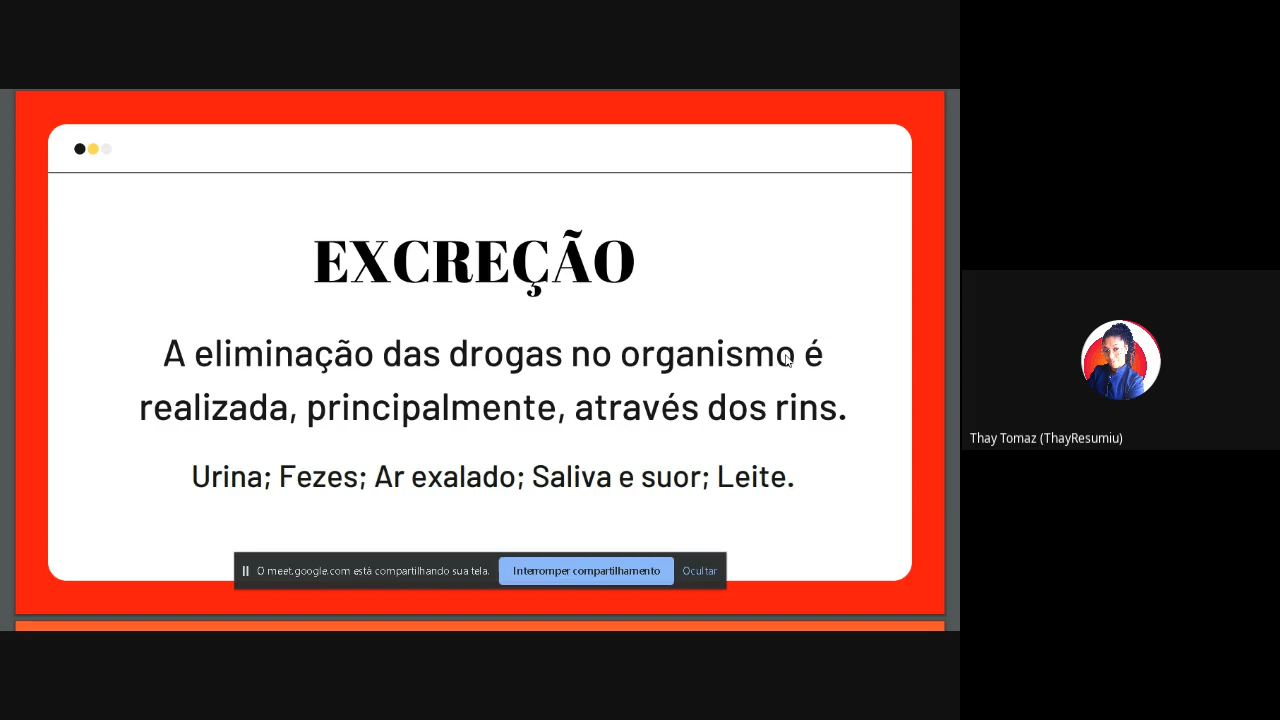 EXCREÇÃO
A eliminação das drogas no organismo é
realizada, principalmente, através dos rins.
Urina; Fezes; Ar exalado; Saliva e suor; Leite.
O meet.google.com está compartilhando sua tela. Interromper compartilhamento Ocultar
Thay Tomaz (ThayResumiu)